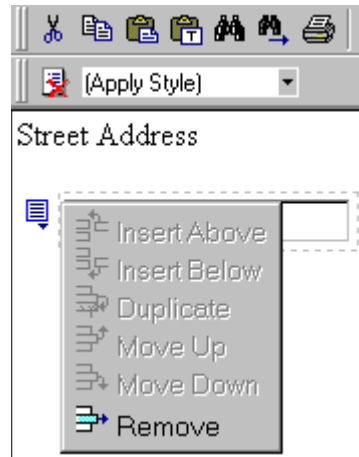 (Apply Style)
Street Address
Insert Above
Insert Below
Duplicate
Move Up
Move Down
Remove